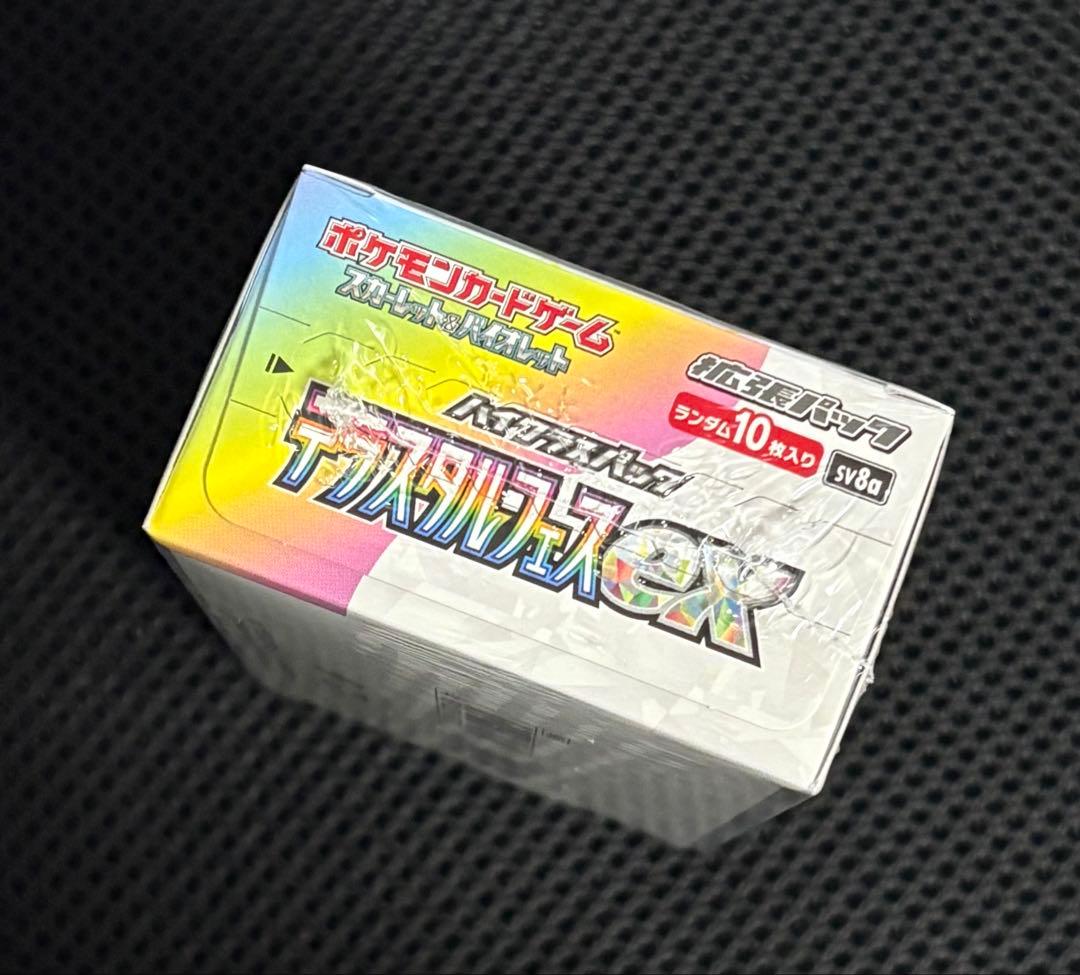 ポケモンカードゲーム
スカーレット&バイオレット
拡張パック
ランダム10枚入り
SV8a
ハイクラスパック
テラスタルフェスex